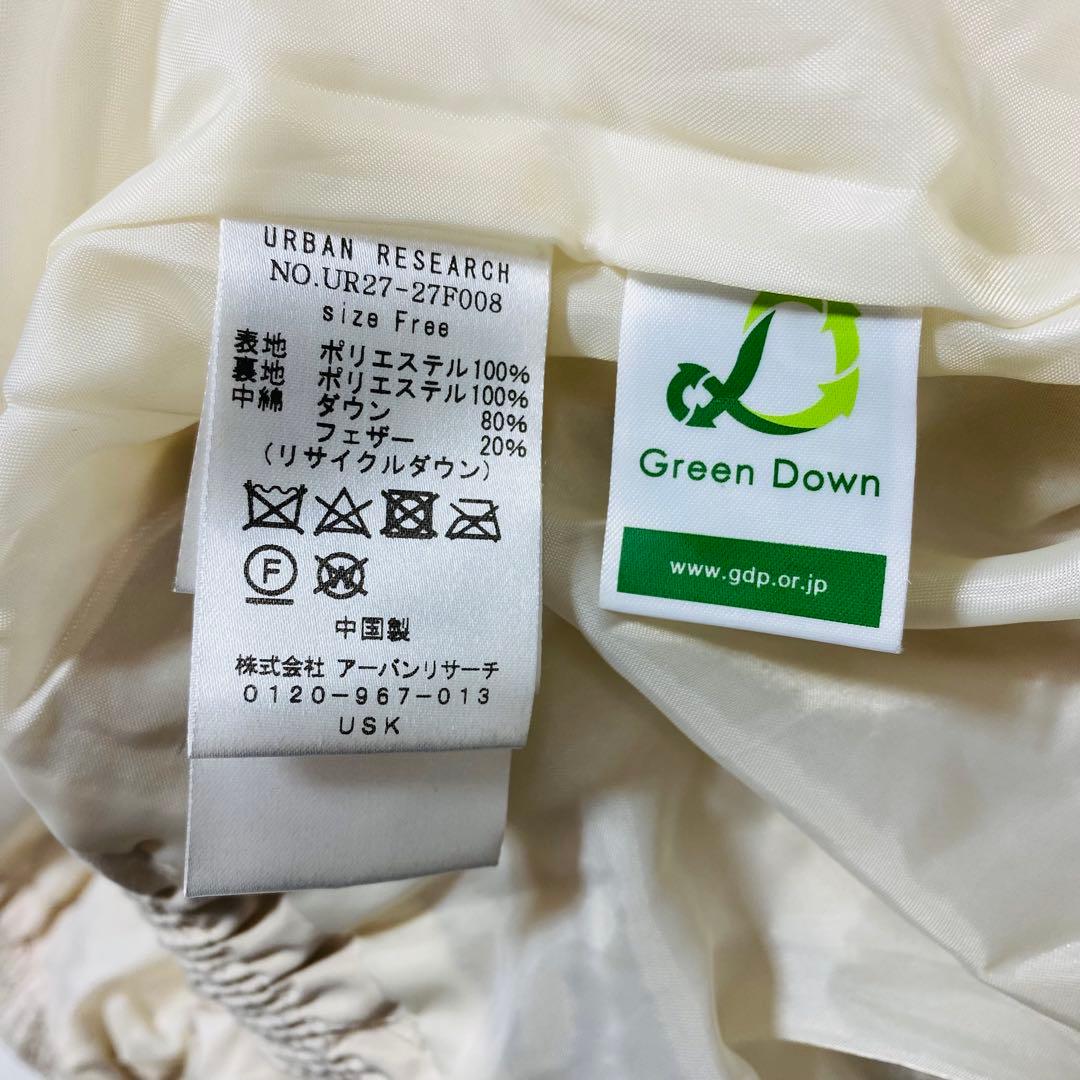 URBAN RESEARCH
NO.UR27-27F008
size Free
表地 ポリエステル100%
裏地 ポリエステル100%
中綿 ダウン 80%
フェザー 20%
(リサイクルダウン)
F
W
中国製
株式会社 アーバンリサーチ
0120-967-013
USK
Green Down
www.gdp.or.jp